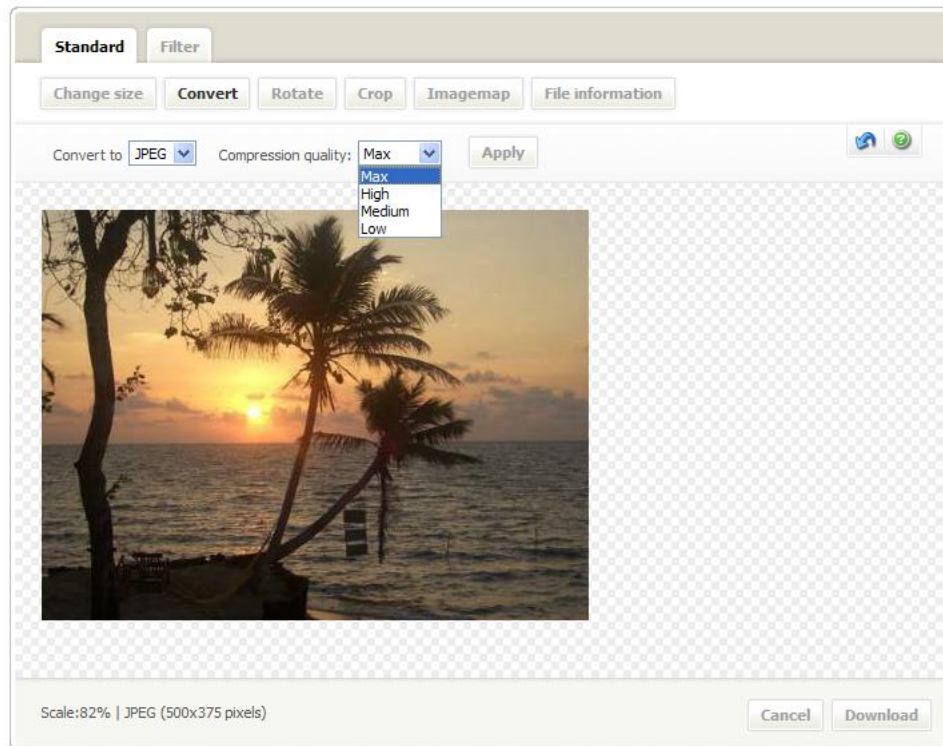 Standard Filter
Change size Convert Rotate Crop Imagemap File information
Convert to JPEG Compression quality: Max Apply
Max
High
Medium
Low
Scale:82% | JPEG (500x375 pixels)
Cancel Download